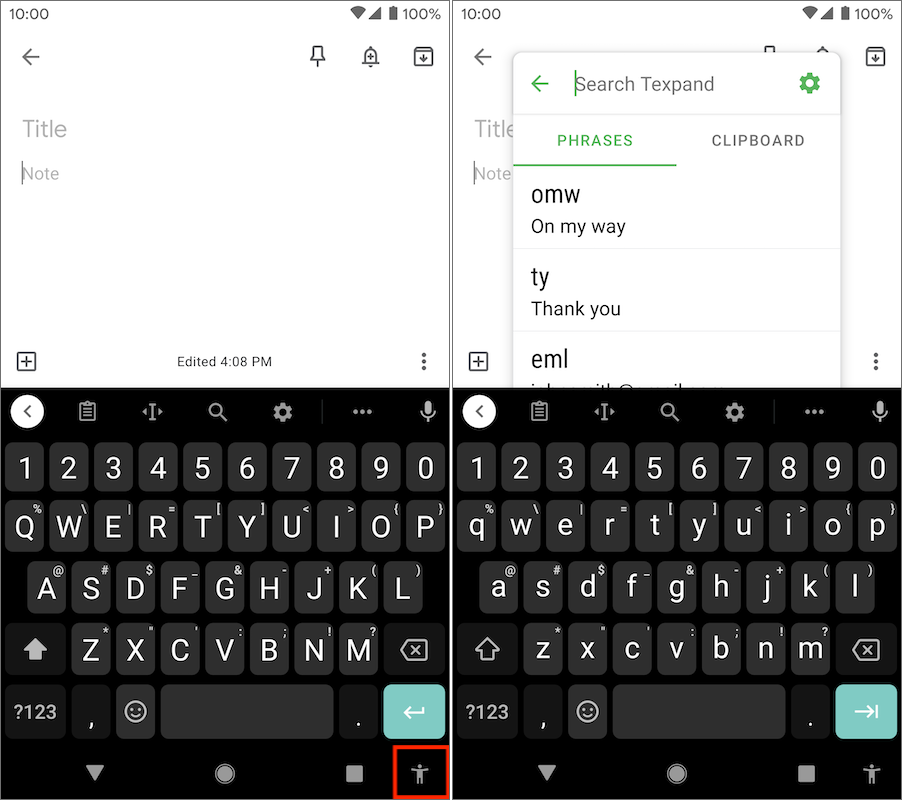 10:00 100%
Title
Note
Edited 4:08 PM
1 2 3 4 5 6 7 8 9 0
Q% W\ E| R= T[ Y] U< I> O{ P}
A@ S# D$ F_ G& H- J+ K( L)
Z* X" C' V: B; N! M?
?123 , .
10:00 100%
Title
Note
Search Texpand
PHRASES CLIPBOARD
omw
On my way
ty
Thank you
eml
1 2 3 4 5 6 7 8 9 0
q% w\ e| r= t[ y] u< i> o{ p}
a@ s# d$ f_ g& h- j+ k( l)
z* x" c' v: b; n! m?
?123 , .